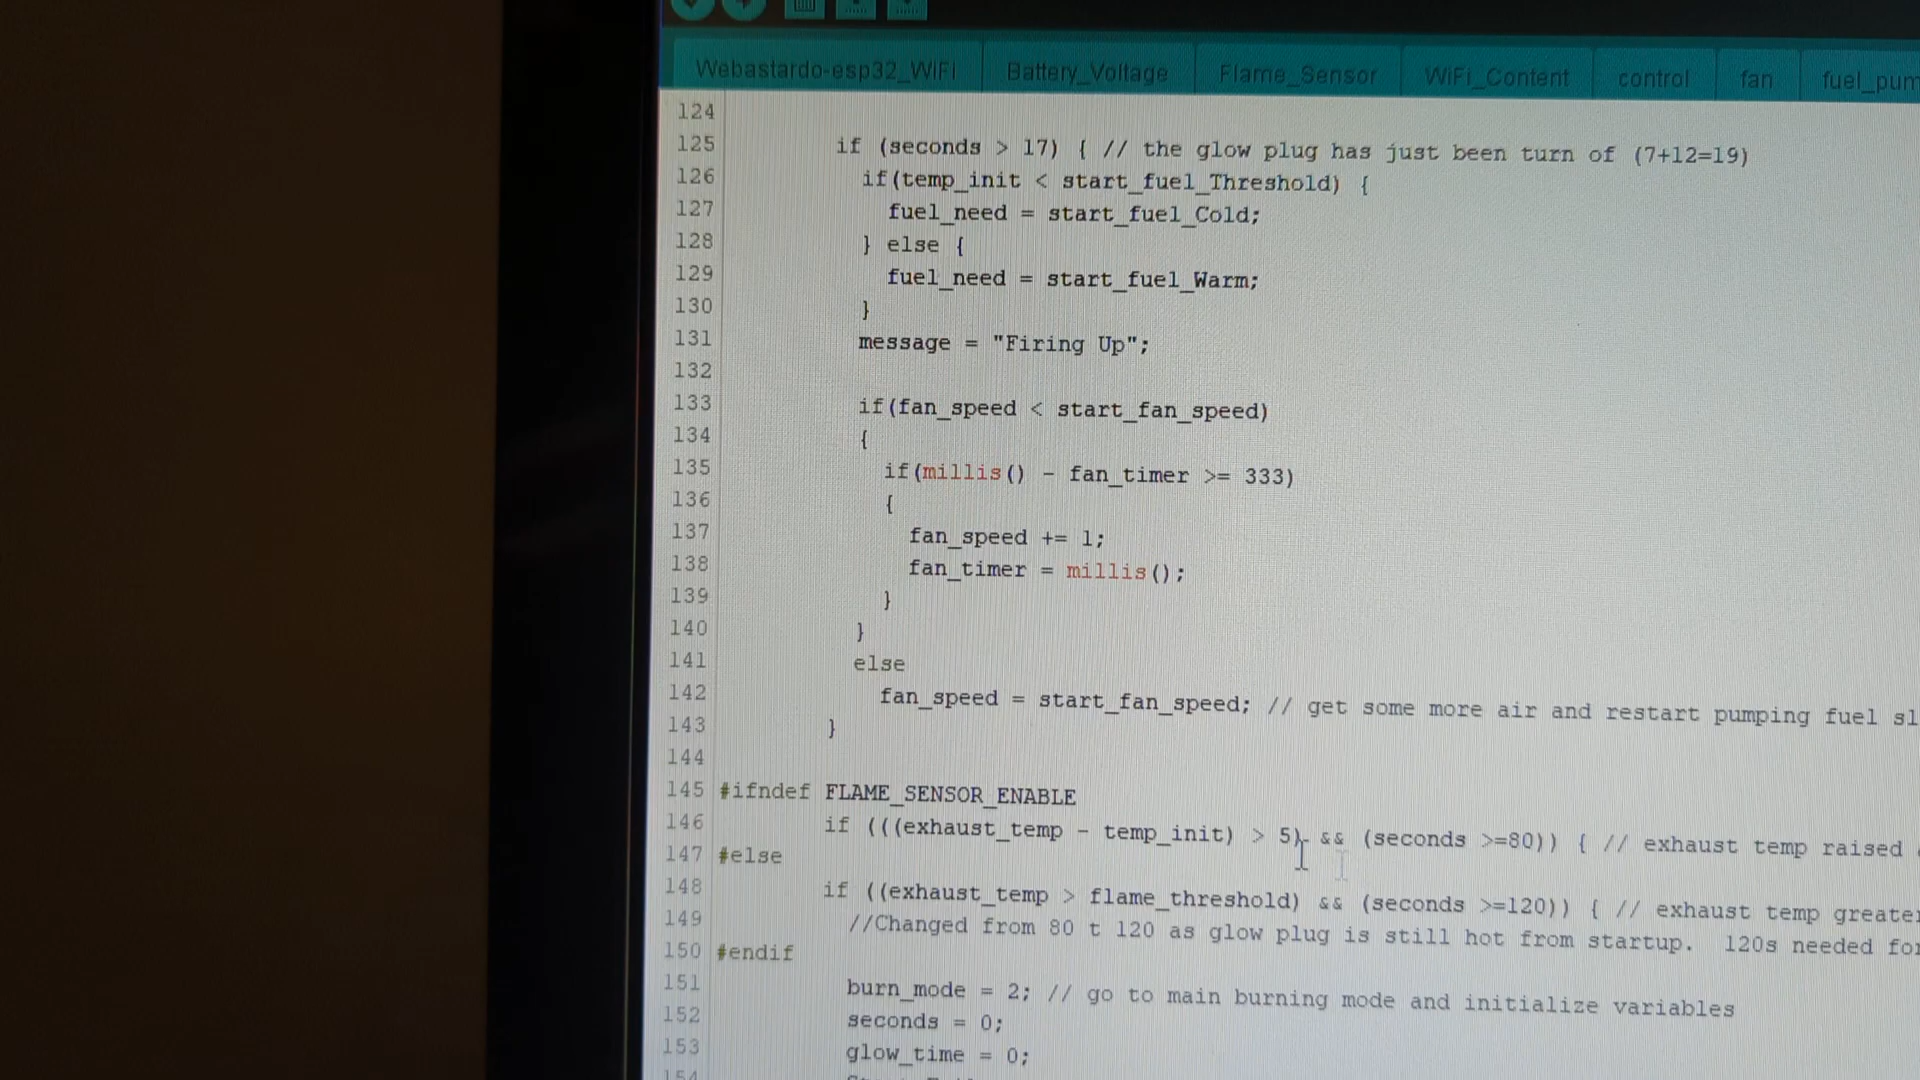 Webastardo-esp32_WiFi Battery_Voltage Flame_Sensor WiFi_Content control fan fuel_pum
124
125 if (seconds > 17) { // the glow plug has just been turn of (7+12=19)
126 if(temp_init < start_fuel_Threshold) {
127 fuel_need = start_fuel_Cold;
128 } else {
129 fuel_need = start_fuel_Warm;
130 }
131 message = "Firing Up";
132
133 if(fan_speed < start_fan_speed)
134 {
135 if(millis() - fan_timer >= 333)
136 {
137 fan_speed += 1;
138 fan_timer = millis();
139 }
140 }
141 else
142 fan_speed = start_fan_speed; // get some more air and restart pumping fuel sl
143 }
144
145 #ifndef FLAME_SENSOR_ENABLE
146 if (((exhaust_temp - temp_init) > 5) && (seconds >=80)) { // exhaust temp raised
147 #else
148 if ((exhaust_temp > flame_threshold) && (seconds >=120)) { // exhaust temp greater
149 //Changed from 80 t 120 as glow plug is still hot from startup. 120s needed for
150 #endif
151 burn_mode = 2; // go to main burning mode and initialize variables
152 seconds = 0;
153 glow_time = 0;
154